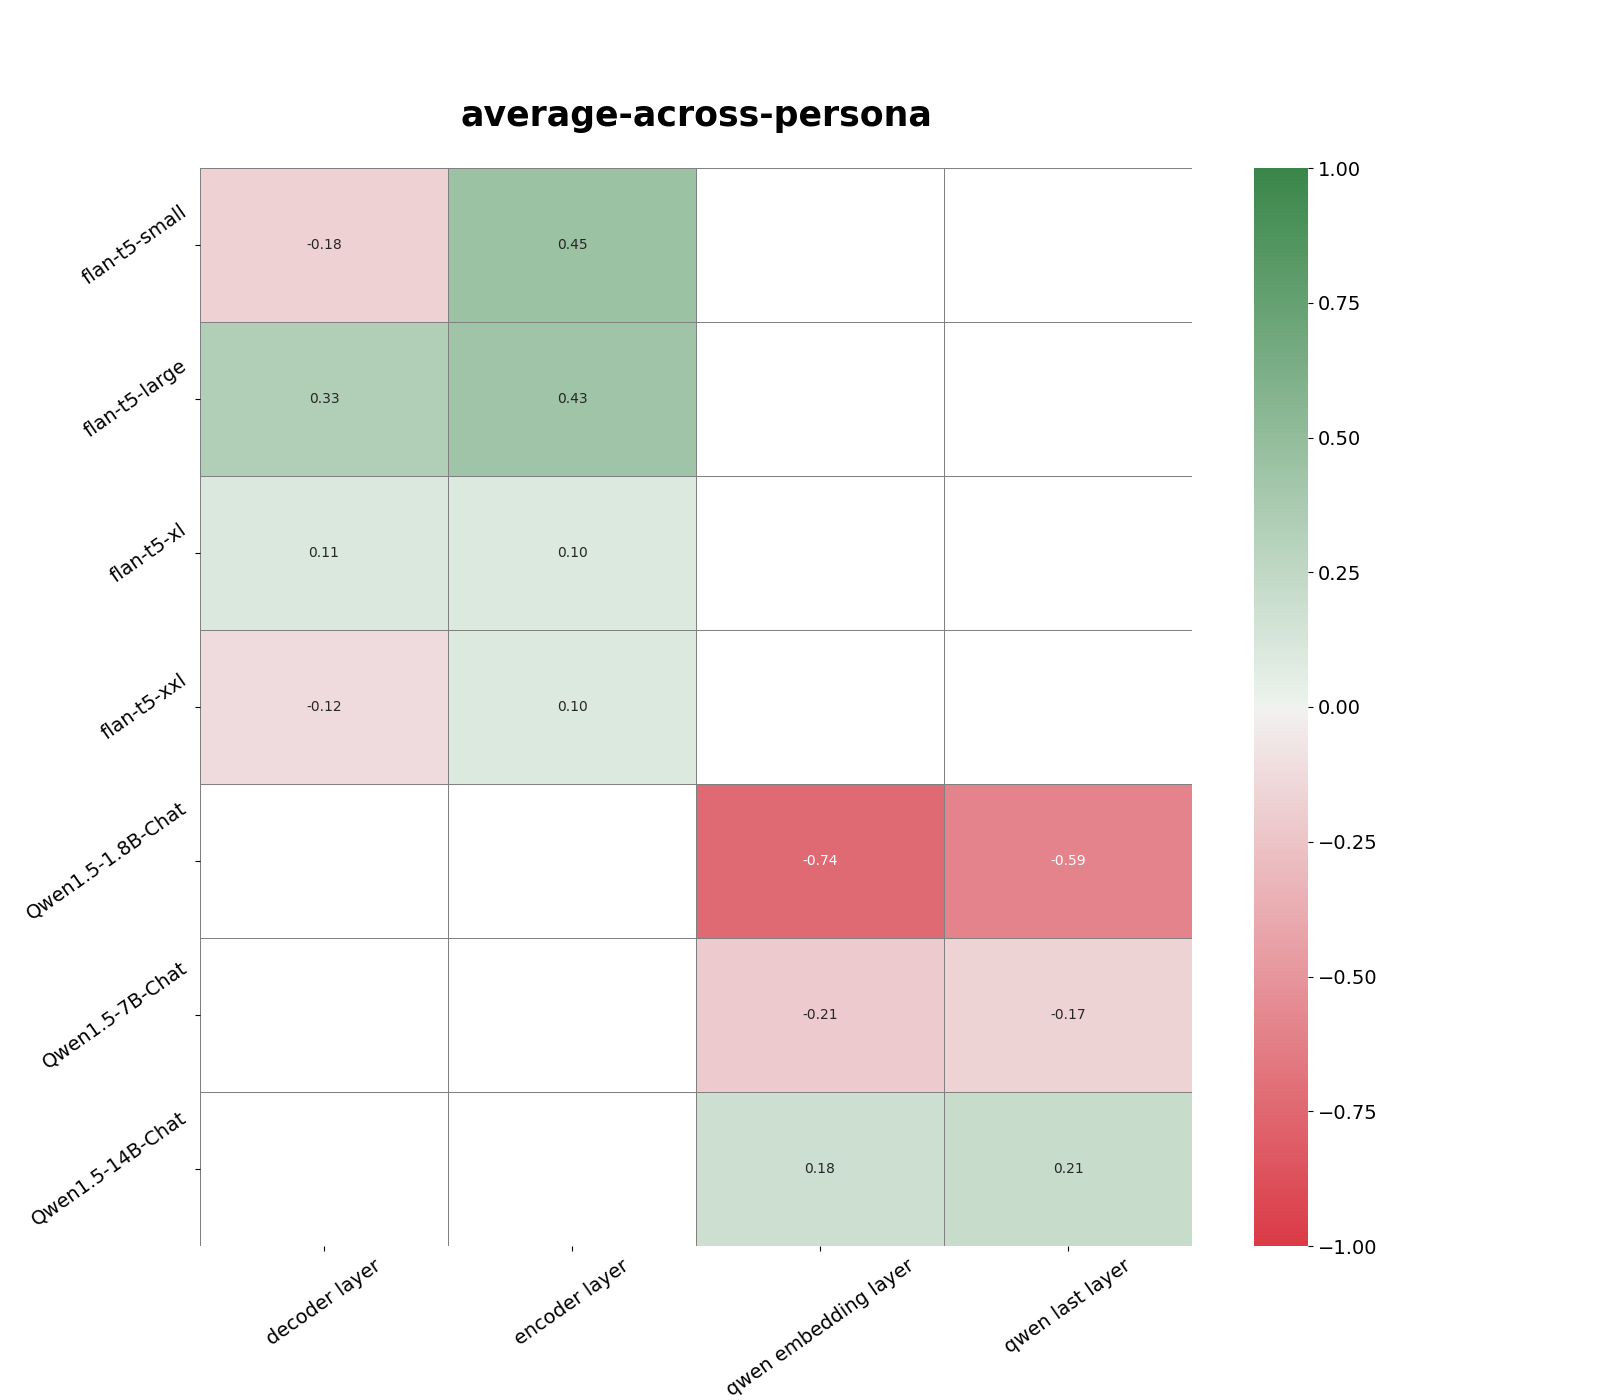 average-across-persona
flan-t5-small
-0.18
0.45
flan-t5-large
0.33
0.43
flan-t5-xl
0.11
0.10
flan-t5-xxl
-0.12
0.10
Qwen1.5-1.8B-Chat
-0.74
-0.59
Qwen1.5-7B-Chat
-0.21
-0.17
Qwen1.5-14B-Chat
0.18
0.21
decoder layer
encoder layer
qwen embedding layer
qwen last layer
1.00
0.75
0.50
0.25
0.00
−0.25
−0.50
−0.75
−1.00